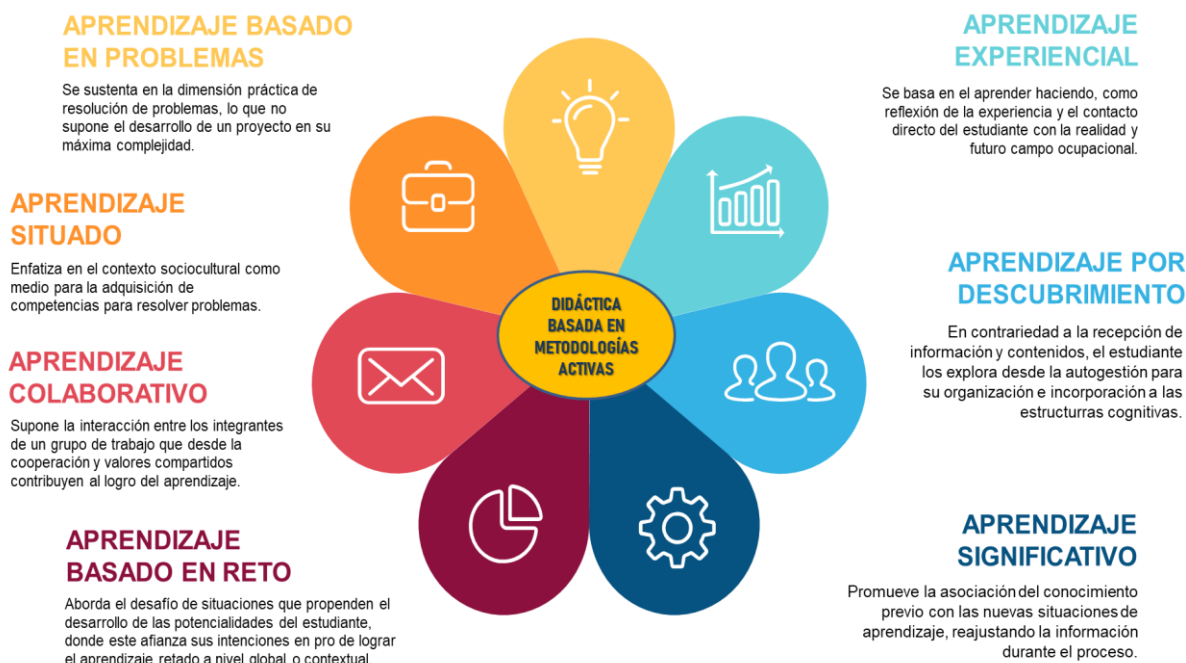 APRENDIZAJE BASADO
EN PROBLEMAS
Se sustenta en la dimensión práctica de
resolución de problemas, lo que no
supone el desarrollo de un proyecto en su
máxima complejidad.
APRENDIZAJE
SITUADO
Enfatiza en el contexto sociocultural como
medio para la adquisición de
competencias para resolver problemas.
APRENDIZAJE
COLABORATIVO
Supone la interacción entre los integrantes
de un grupo de trabajo que desde la
cooperación y valores compartidos
contribuyen al logro del aprendizaje.
APRENDIZAJE
BASADO EN RETO
Aborda el desafío de situaciones que propenden el
desarrollo de las potencialidades del estudiante,
donde este afianza sus intenciones en pro de lograr
el aprendizaje retado a nivel global o contextual
DIDÁCTICA
BASADA EN
METODOLOGÍAS
ACTIVAS
APRENDIZAJE
EXPERIENCIAL
Se basa en el aprender haciendo, como
reflexión de la experiencia y el contacto
directo del estudiante con la realidad y
futuro campo ocupacional.
APRENDIZAJE POR
DESCUBRIMIENTO
En contrariedad a la recepción de
información y contenidos, el estudiante
los explora desde la autogestión para
su organización e incorporación a las
estructurras cognitivas.
APRENDIZAJE
SIGNIFICATIVO
Promueve la asociación del conocimiento
previo con las nuevas situaciones de
aprendizaje, reajustando la información
durante el proceso.